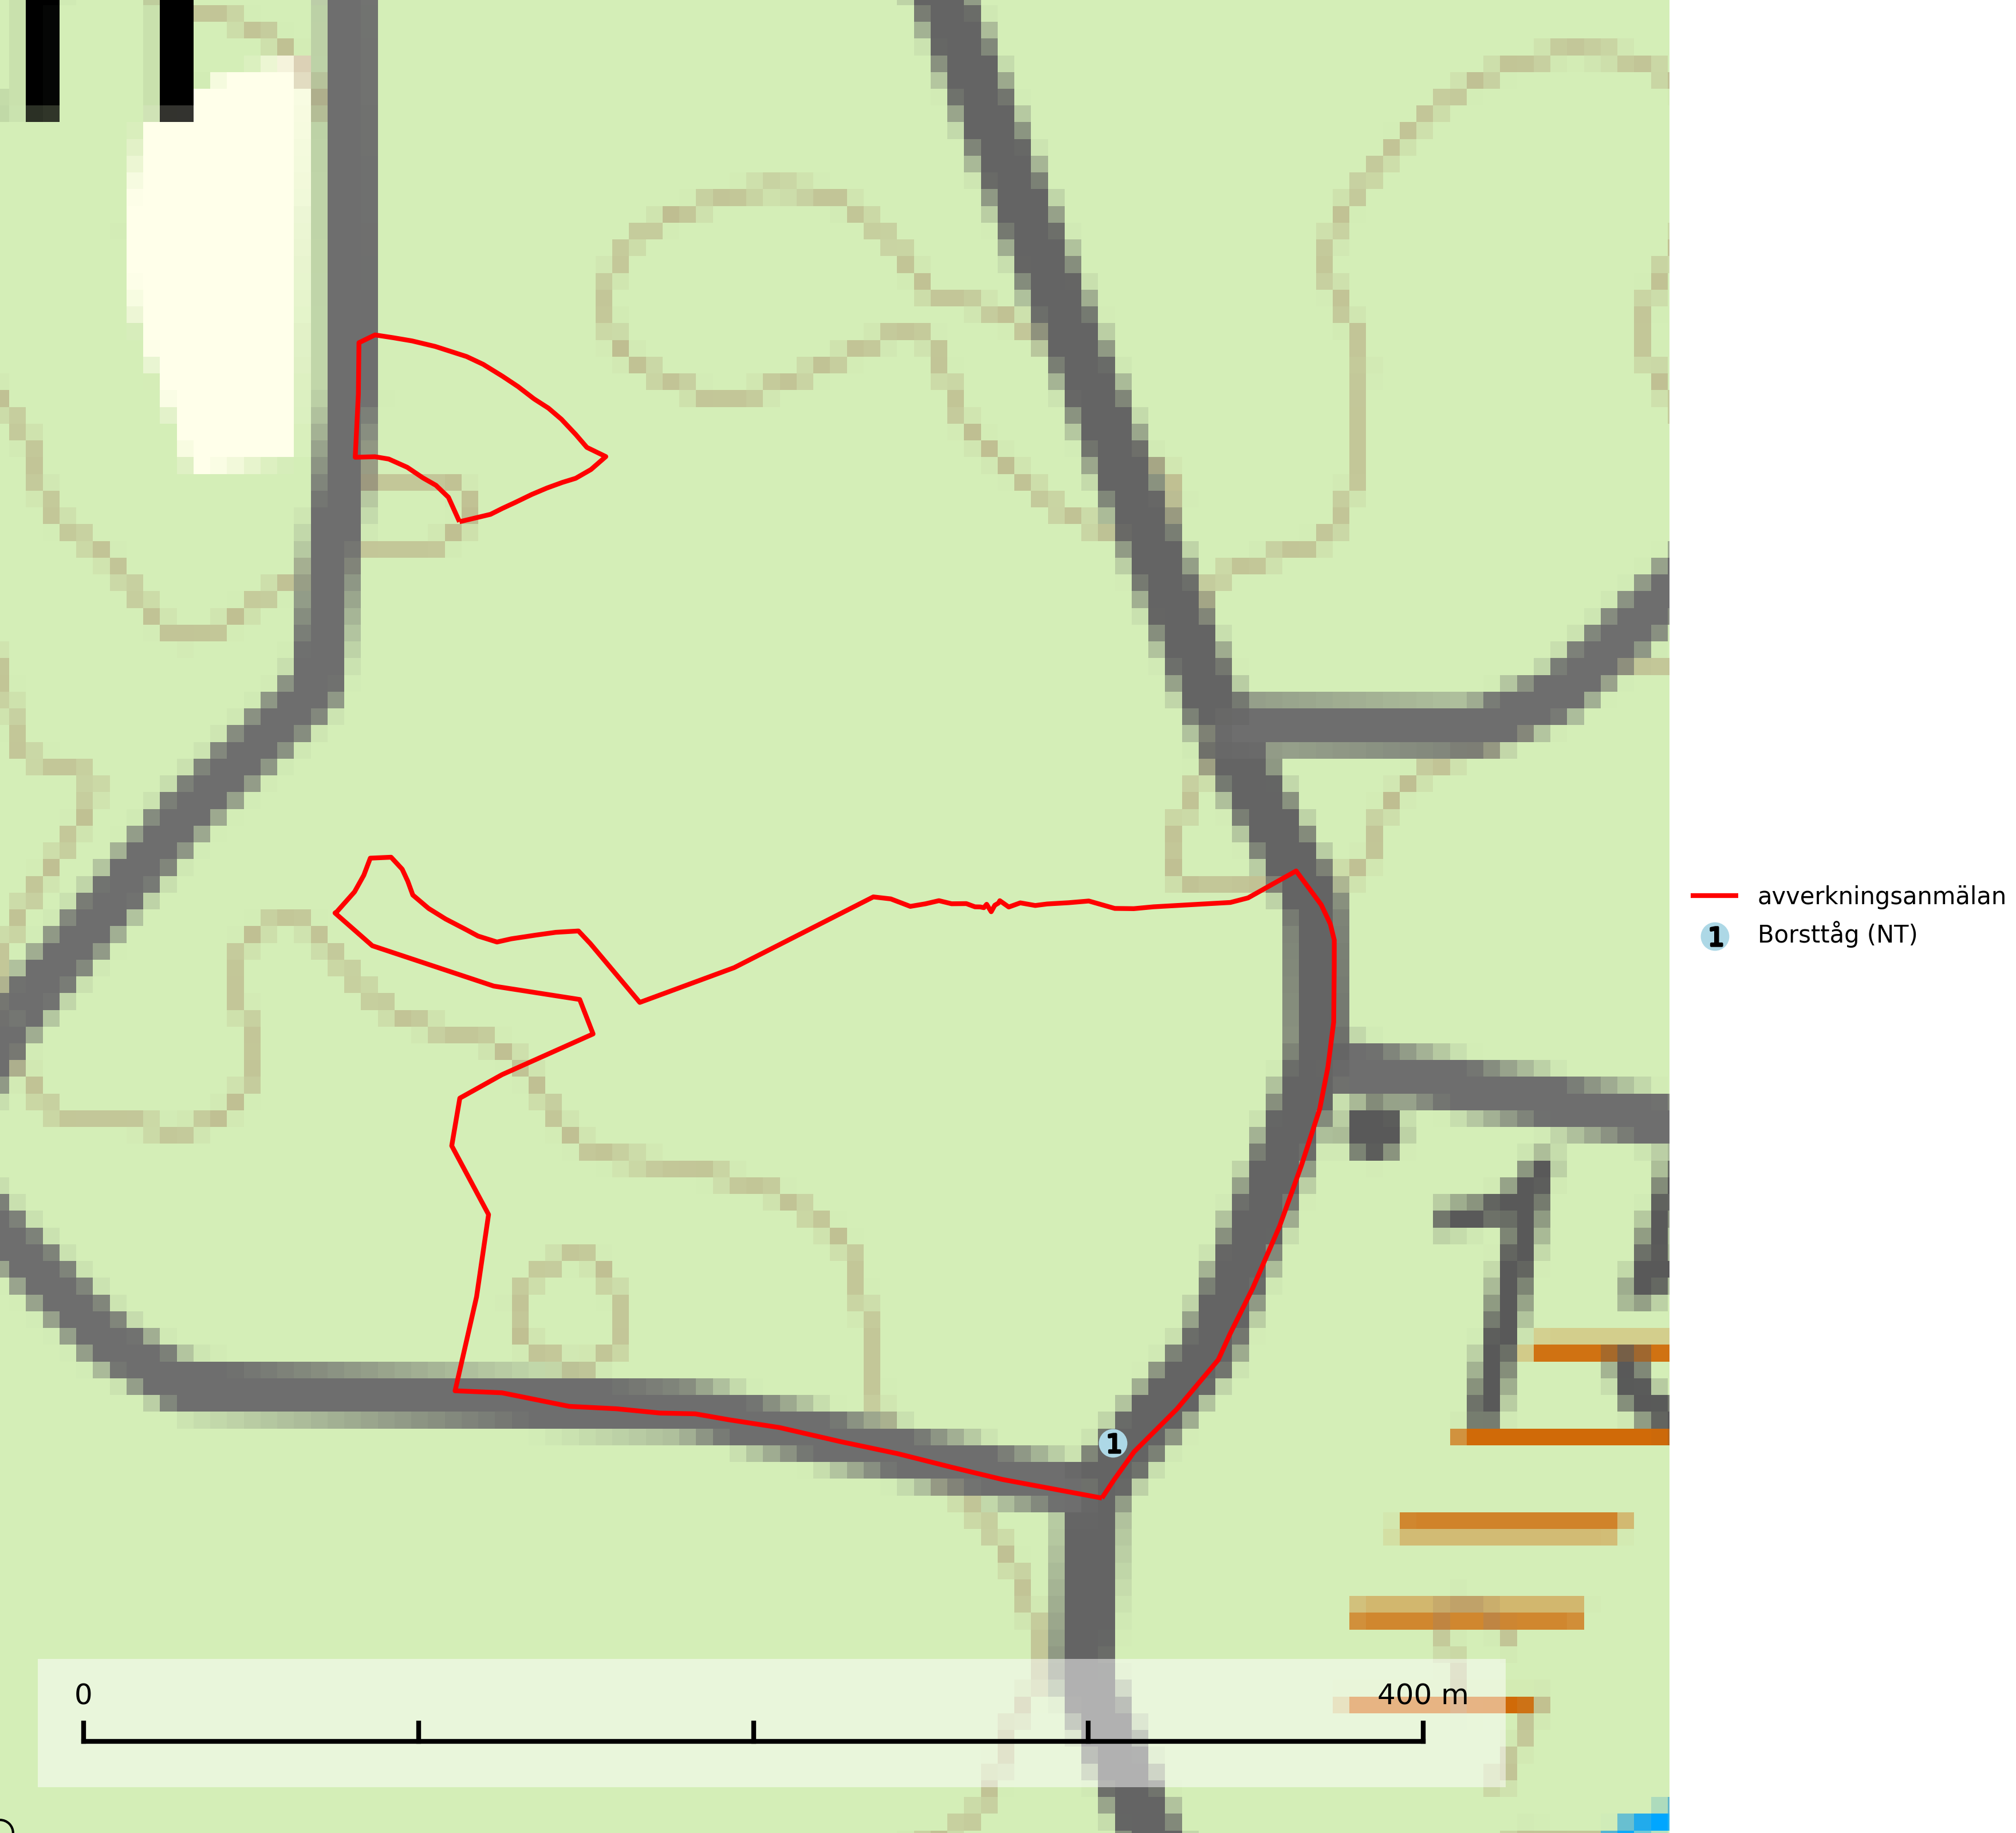 avverkningsanmälan
1 Borsttåg (NT)
1
0 400 m